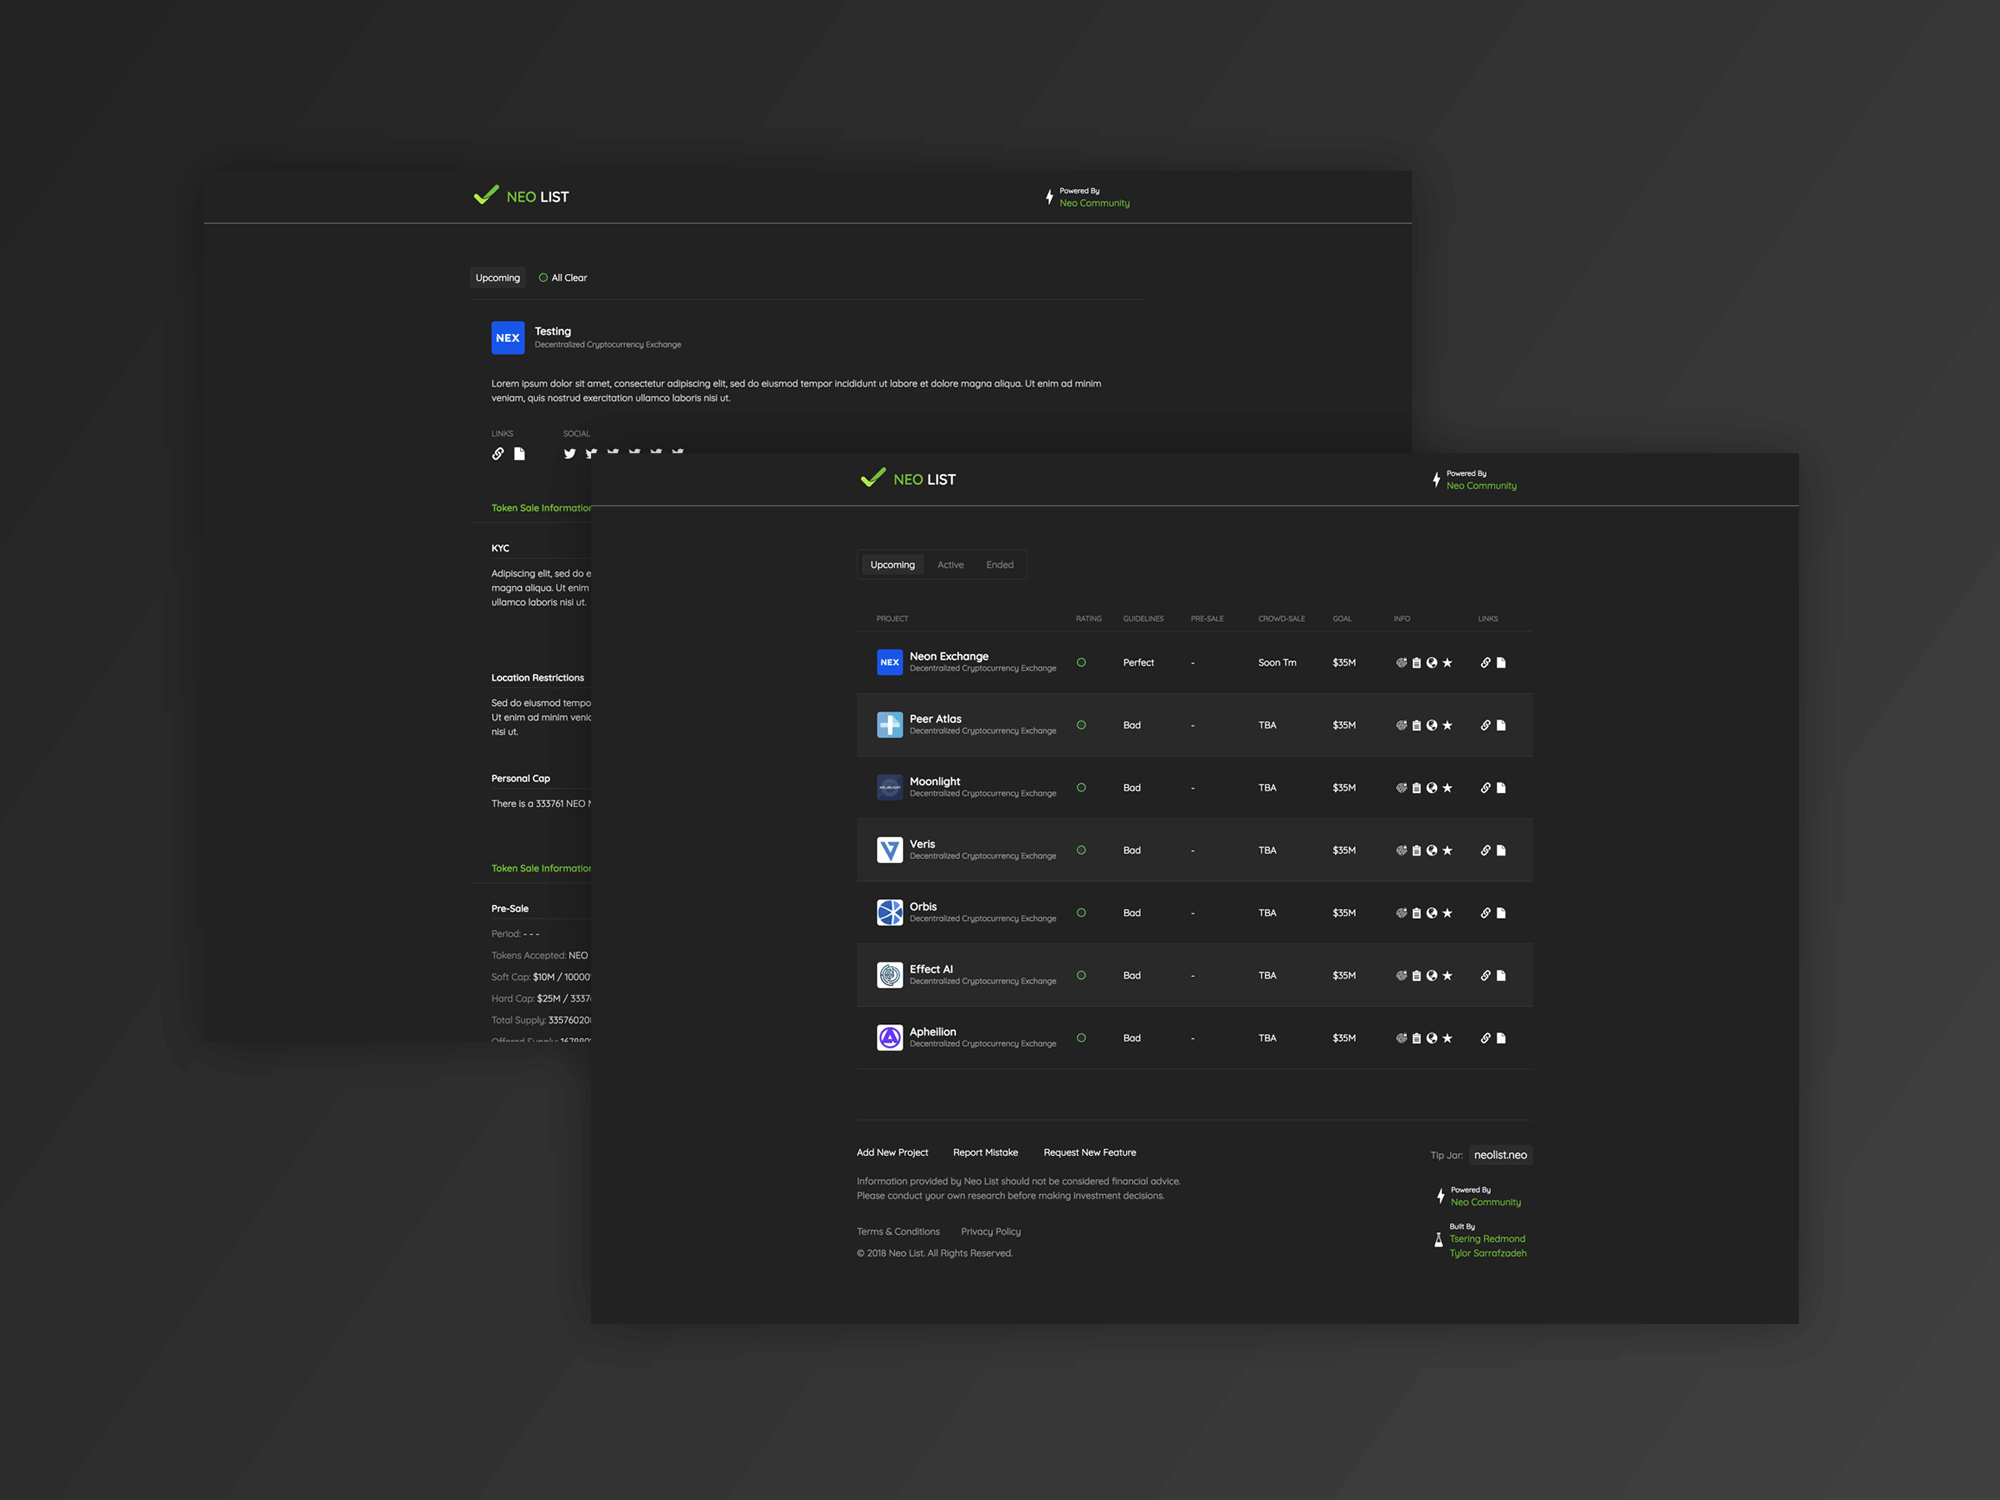 NEO LIST
Powered By
Neo Community
Upcoming All Clear
NEX
Testing
Decentralized Cryptocurrency Exchange
Lorem ipsum dolor sit amet, consectetur adipiscing elit, sed do eiusmod tempor incididunt ut labore et dolore magna aliqua. Ut enim ad minim
veniam, quis nostrud exercitation ullamco laboris nisi ut.
LINKS SOCIAL
Token Sale Information
KYC
Adipiscing elit, sed do e
magna aliqua. Ut enim
ullamco laboris nisi ut.
Location Restrictions
Sed do eiusmod tempo
Ut enim ad minim venic
nisi ut.
Personal Cap
There is a 333761 NEO
Token Sale Information
Pre-Sale
Period: - - -
Tokens Accepted: NEO
Soft Cap: $10M / 10000
Hard Cap: $25M / 3337
Total Supply: 33576020
Offered Supply: 
NEO LIST
Powered By
Neo Community
Upcoming Active Ended
PROJECT RATING GUIDELINES PRE-SALE CROWD-SALE GOAL INFO LINKS
NEX Neon Exchange Perfect - Soon Tm $35M
Decentralized Cryptocurrency Exchange
Peer Atlas Bad - TBA $35M
Decentralized Cryptocurrency Exchange
Moonlight Bad - TBA $35M
Decentralized Cryptocurrency Exchange
Veris Bad - TBA $35M
Decentralized Cryptocurrency Exchange
Orbis Bad - TBA $35M
Decentralized Cryptocurrency Exchange
Effect AI Bad - TBA $35M
Decentralized Cryptocurrency Exchange
Apheilion Bad - TBA $35M
Decentralized Cryptocurrency Exchange
Add New Project Report Mistake Request New Feature
Information provided by Neo List should not be considered financial advice.
Please conduct your own research before making investment decisions.
Terms & Conditions Privacy Policy
© 2018 Neo List. All Rights Reserved.
Tip Jar: neolist.neo
Powered By
Neo Community
Built By
Tsering Redmond
Tylor Sarrafzadeh